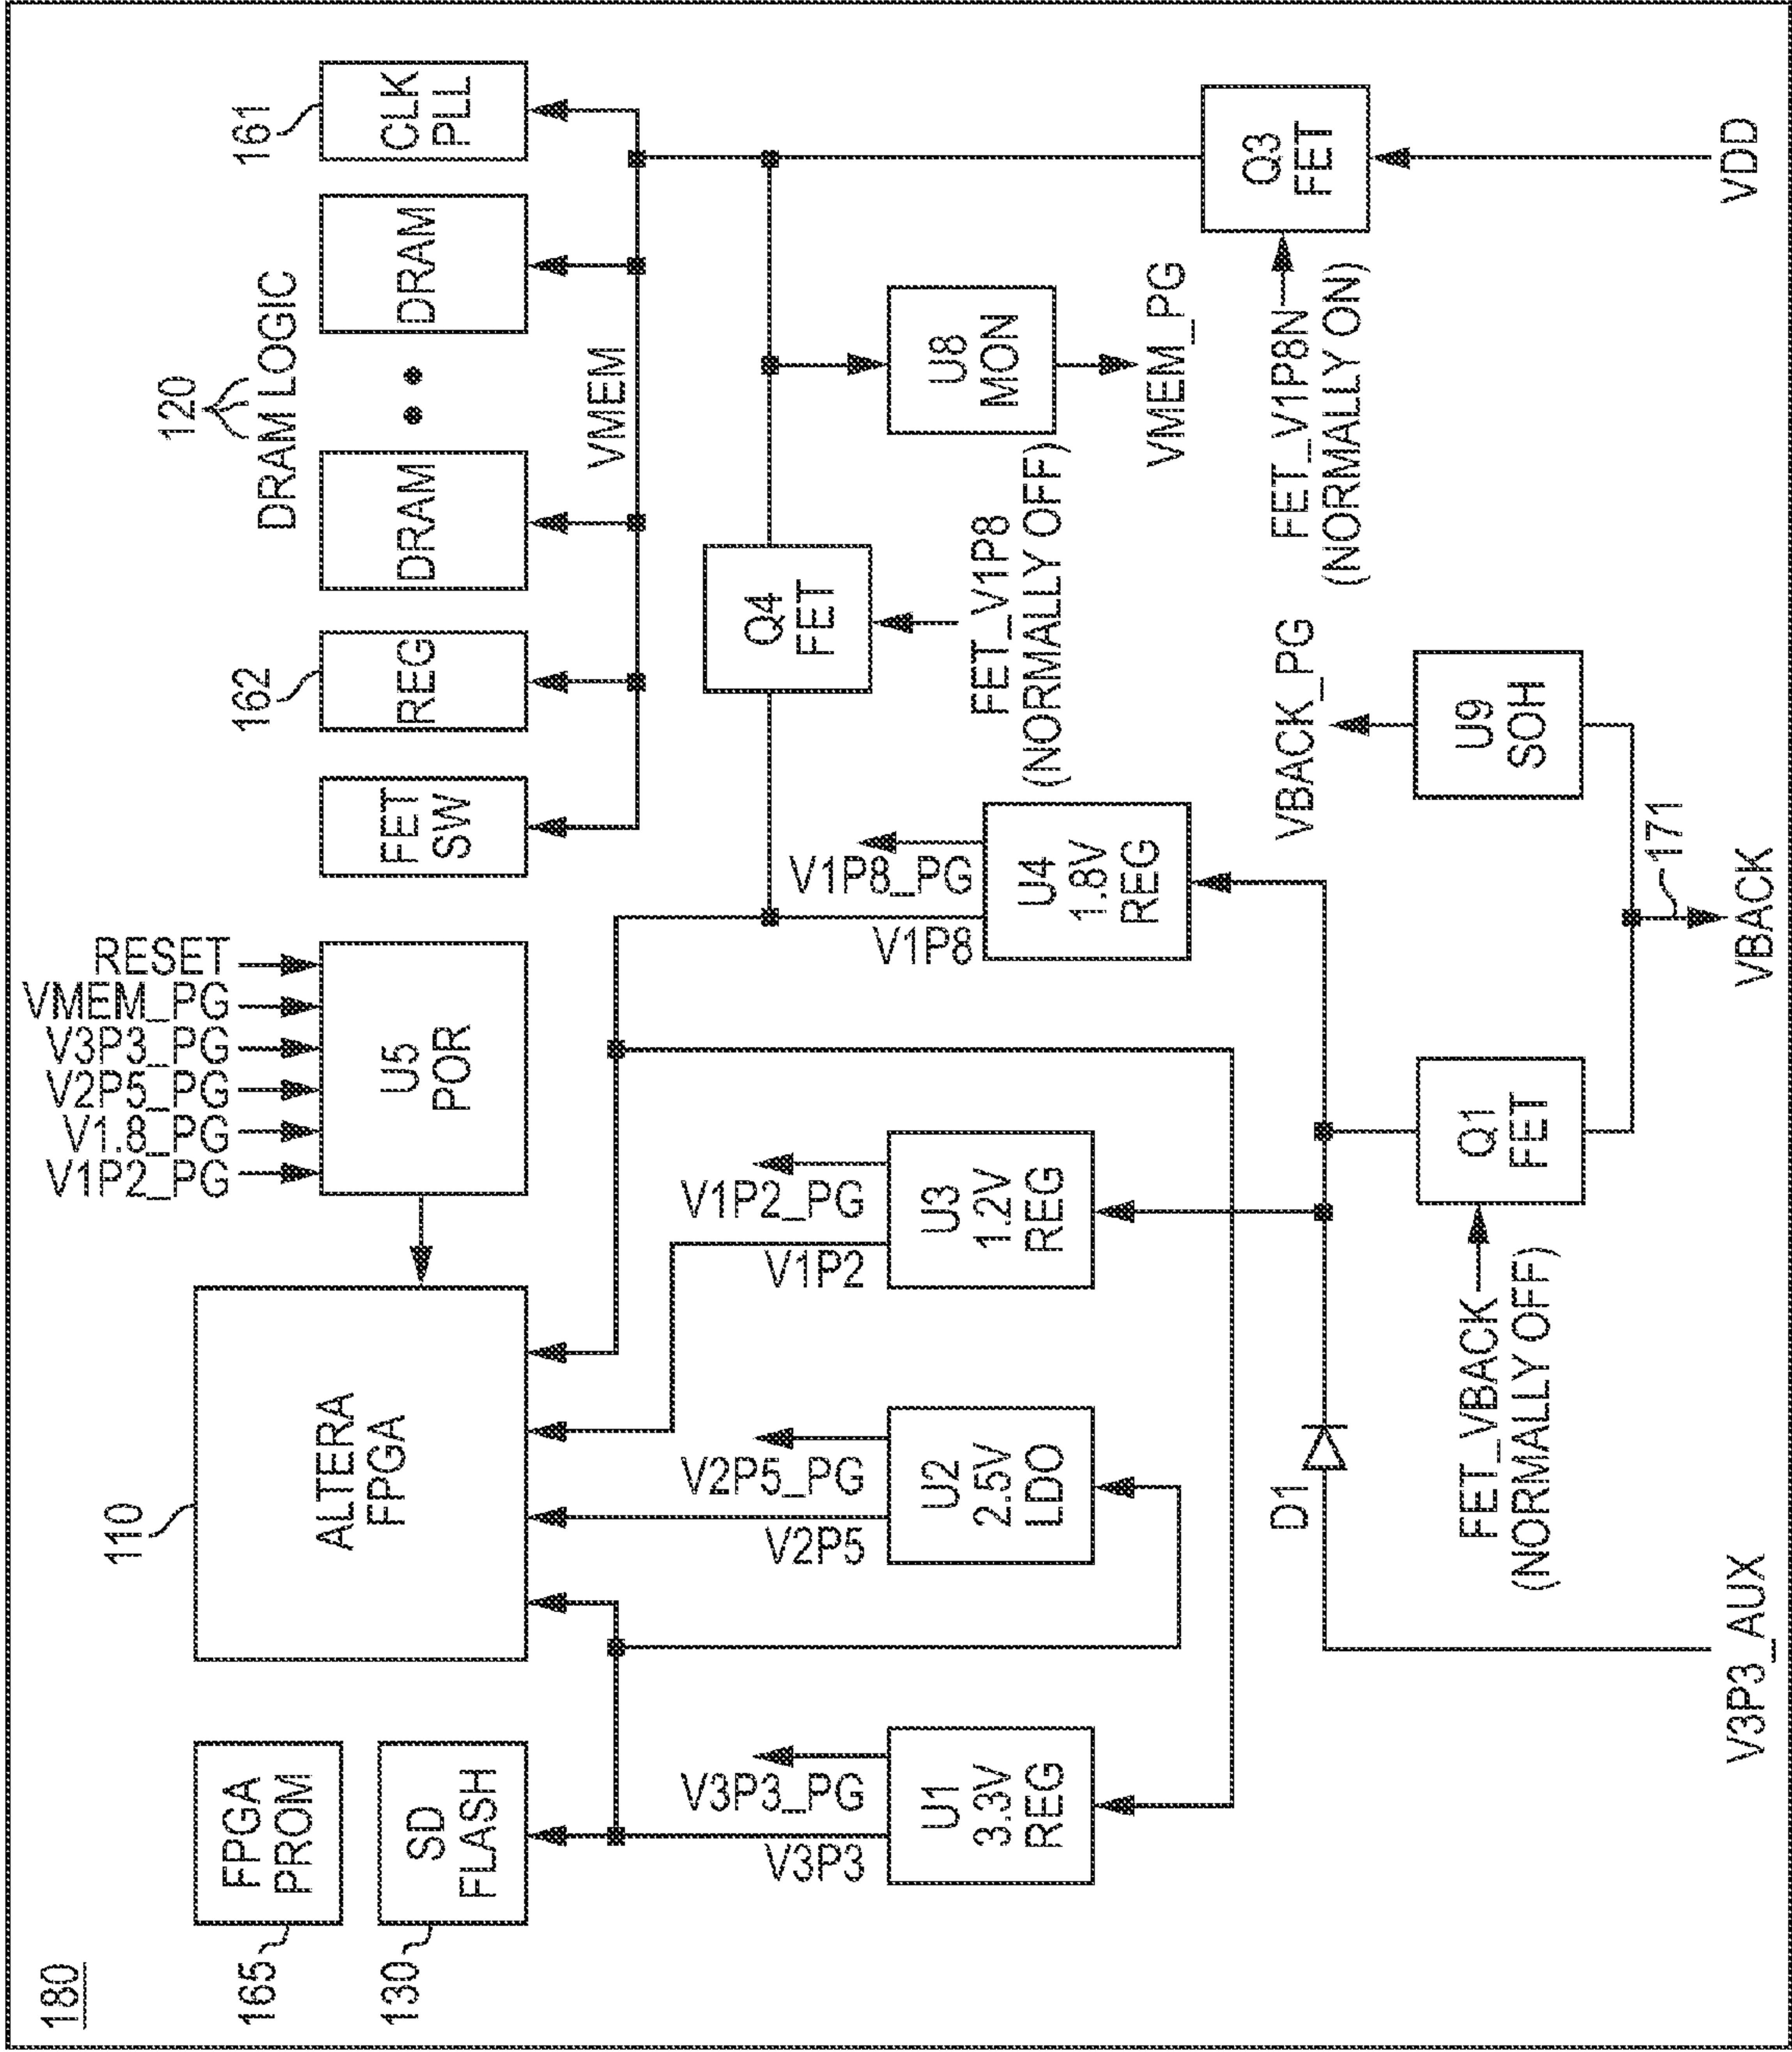 180
165
FPGA
PROM
130
SD
FLASH
110
ALTERA
FPGA
RESET
VMEM_PG
V3P3_PG
V2P5_PG
V1.8_PG
V1P2_PG
U5
POR
120
DRAM LOGIC
FET
SW
162
REG
DRAM
DRAM
161
CLK
PLL
VMEM
V3P3_PG
V3P3
U1
3.3V
REG
V2P5_PG
V2P5
U2
2.5V
LDO
V1P2_PG
V1P2
U3
1.2V
REG
V1P8_PG
V1P8
U4
1.8V
REG
Q4
FET
FET_V1P8
(NORMALLY OFF)
U8
MON
VMEM_PG
D1
V3P3_AUX
FET_VBACK
(NORMALLY OFF)
Q1
FET
VBACK_PG
U9
SOH
171
VBACK
FET_V1P8N
(NORMALLY ON)
Q3
FET
VDD